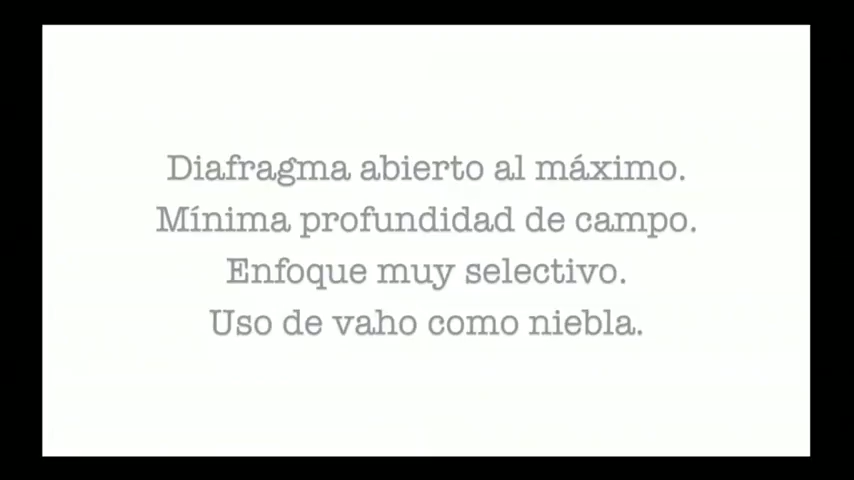 Diafragma abierto al máximo.
Mínima profundidad de campo.
Enfoque muy selectivo.
Uso de vaho como niebla.